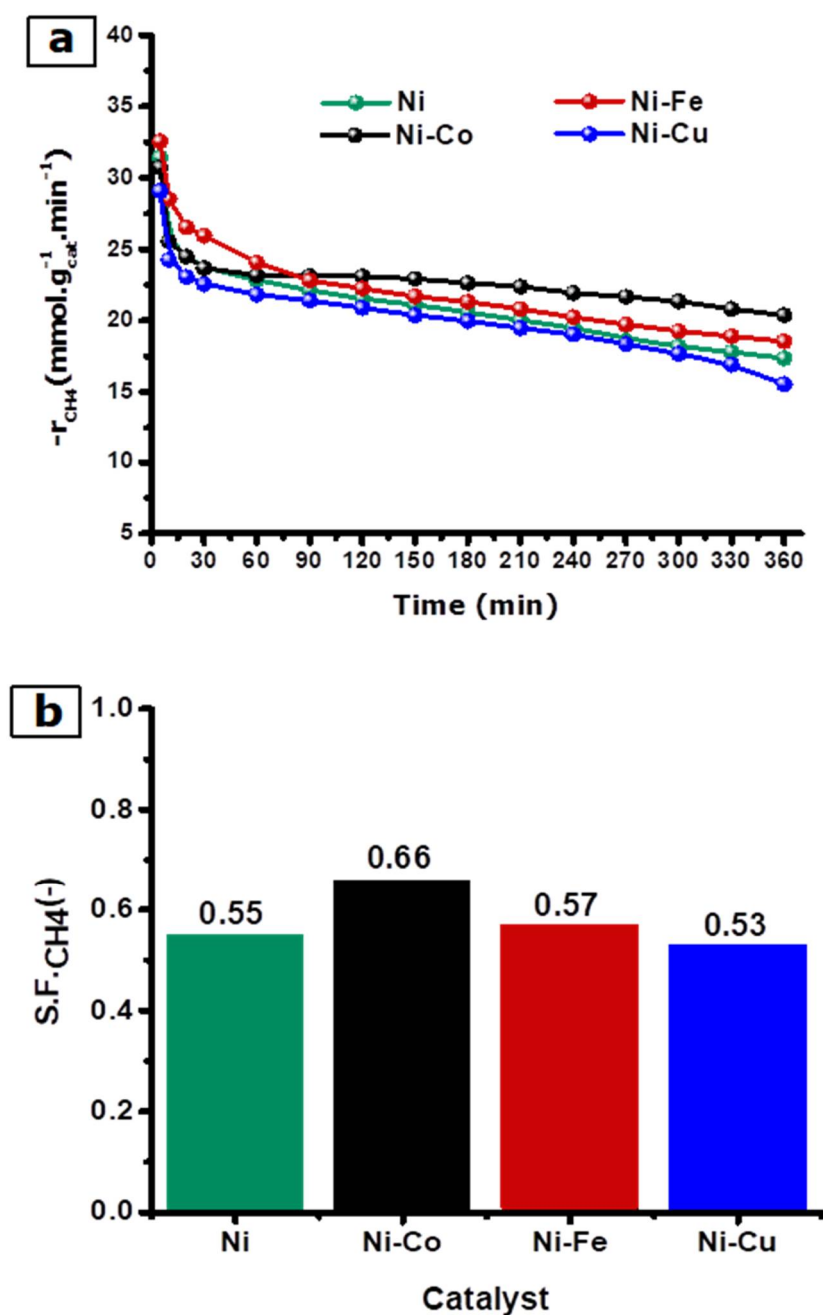 a
40
35
30
25
20
15
10
5
-r_CH4 (mmol.g⁻¹_cat.min⁻¹)
Ni
Ni-Fe
Ni-Co
Ni-Cu
0 30 60 90 120 150 180 210 240 270 300 330 360
Time (min)
b
1.0
0.8
0.6
0.4
0.2
0.0
S.F.CH4(-)
0.55
0.66
0.57
0.53
Ni Ni-Co Ni-Fe Ni-Cu
Catalyst